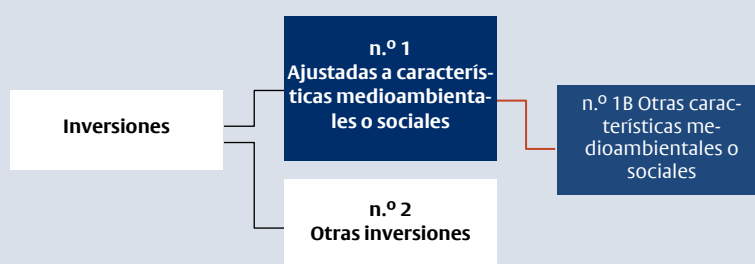 Inversiones
n.º 1
Ajustadas a caracterís-
ticas medioambienta-
les o sociales
n.º 1B Otras carac-
terísticas me-
dioambientales o
sociales
n.º 2
Otras inversiones